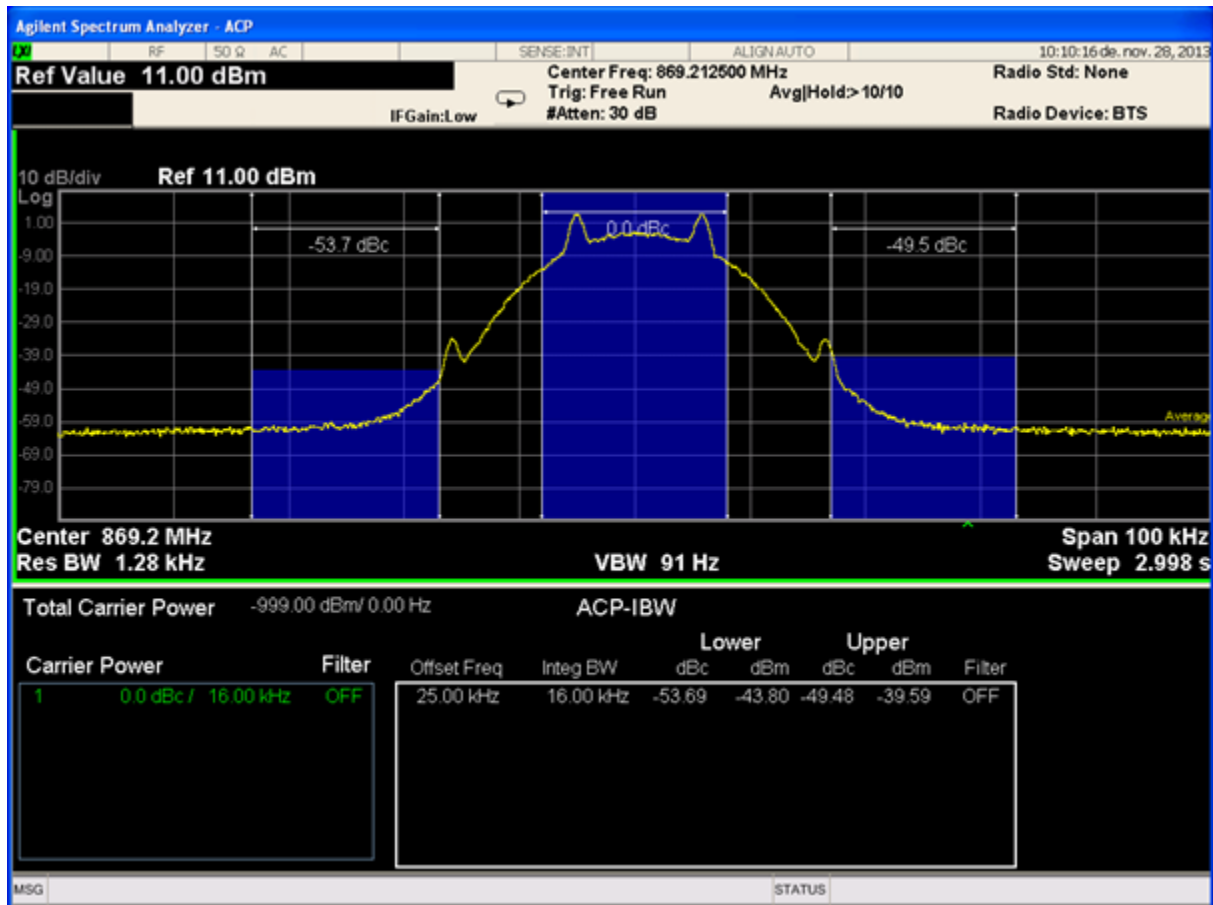 Agilent Spectrum Analyzer - ACP
LXI RF 50 Ω AC SENSE:INT ALIGN AUTO 10:10:16 de. nov. 28, 2013
Ref Value 11.00 dBm
Center Freq: 869.212500 MHz
Radio Std: None
Trig: Free Run
Avg|Hold:>10/10
IFGain:Low
#Atten: 30 dB
Radio Device: BTS
10 dB/div Ref 11.00 dBm
Log
1.00
-9.00
-19.0
-29.0
-39.0
-49.0
-59.0
-69.0
-79.0
-53.7 dBc
0.0 dBc
-49.5 dBc
Average
Center 869.2 MHz
Span 100 kHz
Res BW 1.28 kHz
VBW 91 Hz
Sweep 2.998 s
Total Carrier Power -999.00 dBm/ 0.00 Hz
ACP-IBW
Lower Upper
Carrier Power Filter
Offset Freq Integ BW dBc dBm dBc dBm Filter
1 0.0 dBc / 16.00 kHz OFF
25.00 kHz 16.00 kHz -53.69 -43.80 -49.48 -39.59 OFF
MSG
STATUS